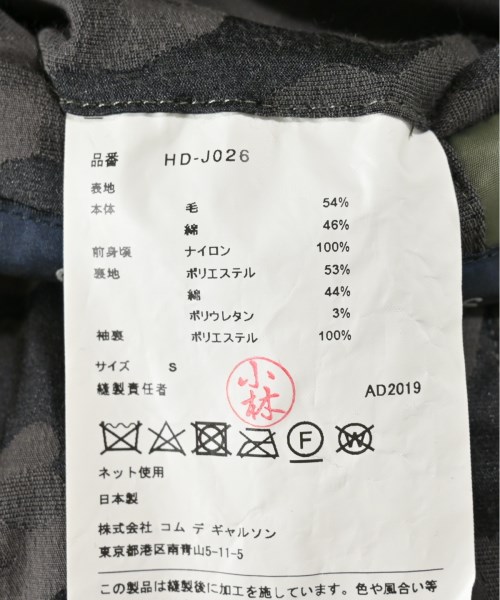 品番 HD-J026
表地
本体 毛 54%
綿 46%
前身頃 ナイロン 100%
裏地 ポリエステル 53%
綿 44%
ポリウレタン 3%
袖裏 ポリエステル 100%
サイズ S
縫製責任者 小林 AD2019
F W
ネット使用
日本製
株式会社 コム デ ギャルソン
東京都港区南青山5-11-5
この製品は縫製後に加工を施しています。色や風合い等